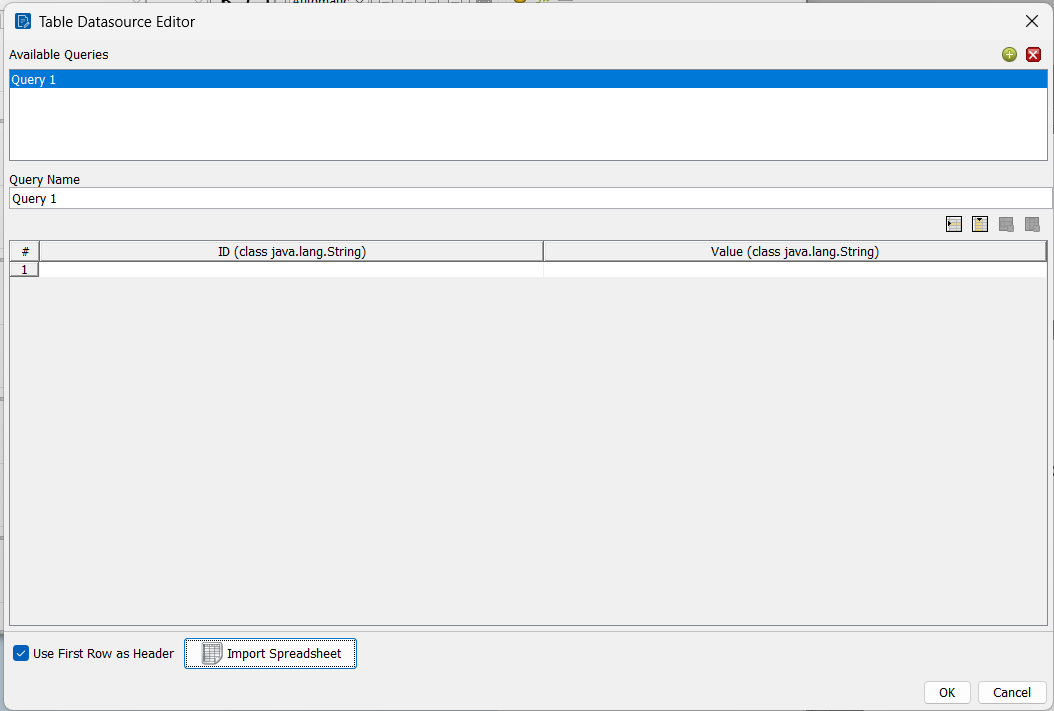 Table Datasource Editor
Available Queries
Query 1
Query Name
Query 1
# ID (class java.lang.String) Value (class java.lang.String)
1
Use First Row as Header Import Spreadsheet
OK Cancel